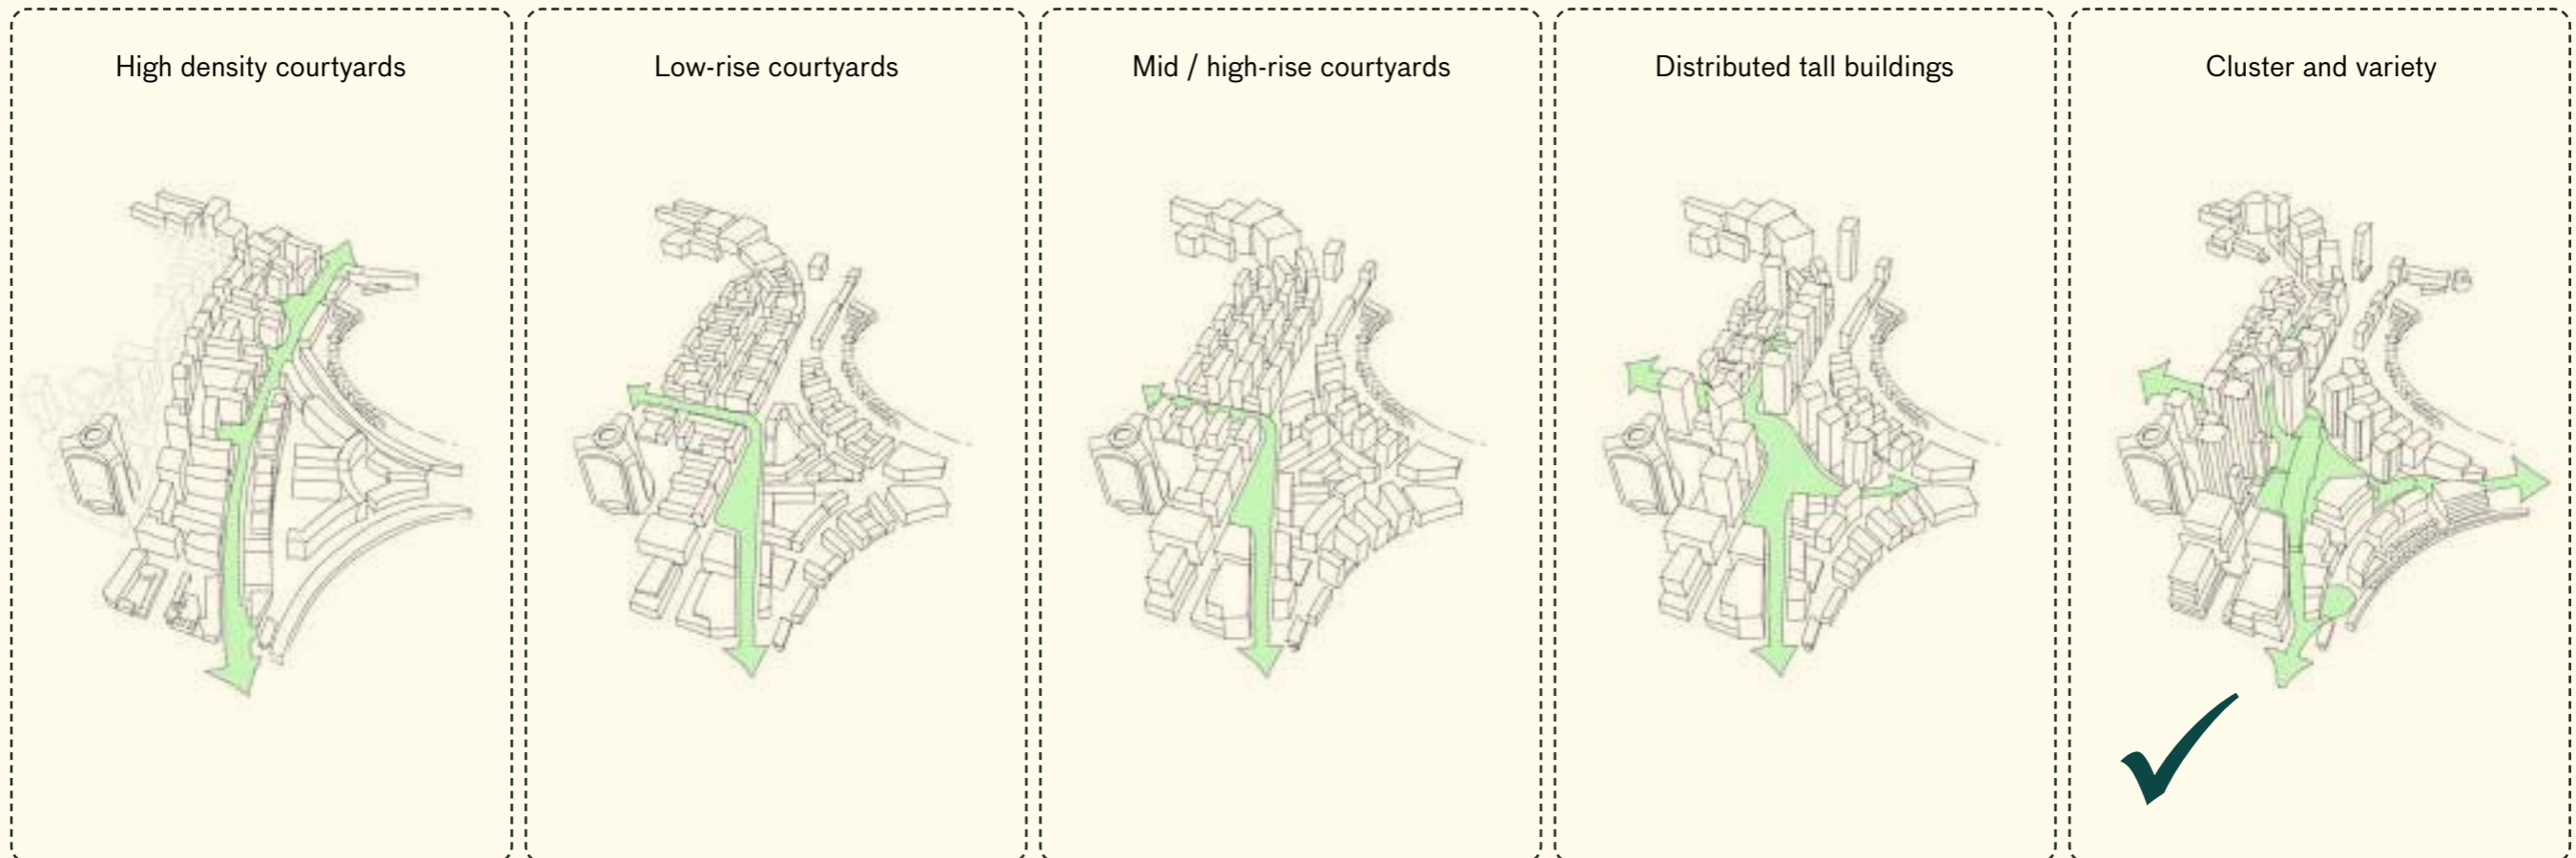 High density courtyards
Low-rise courtyards
Mid / high-rise courtyards
Distributed tall buildings
Cluster and variety